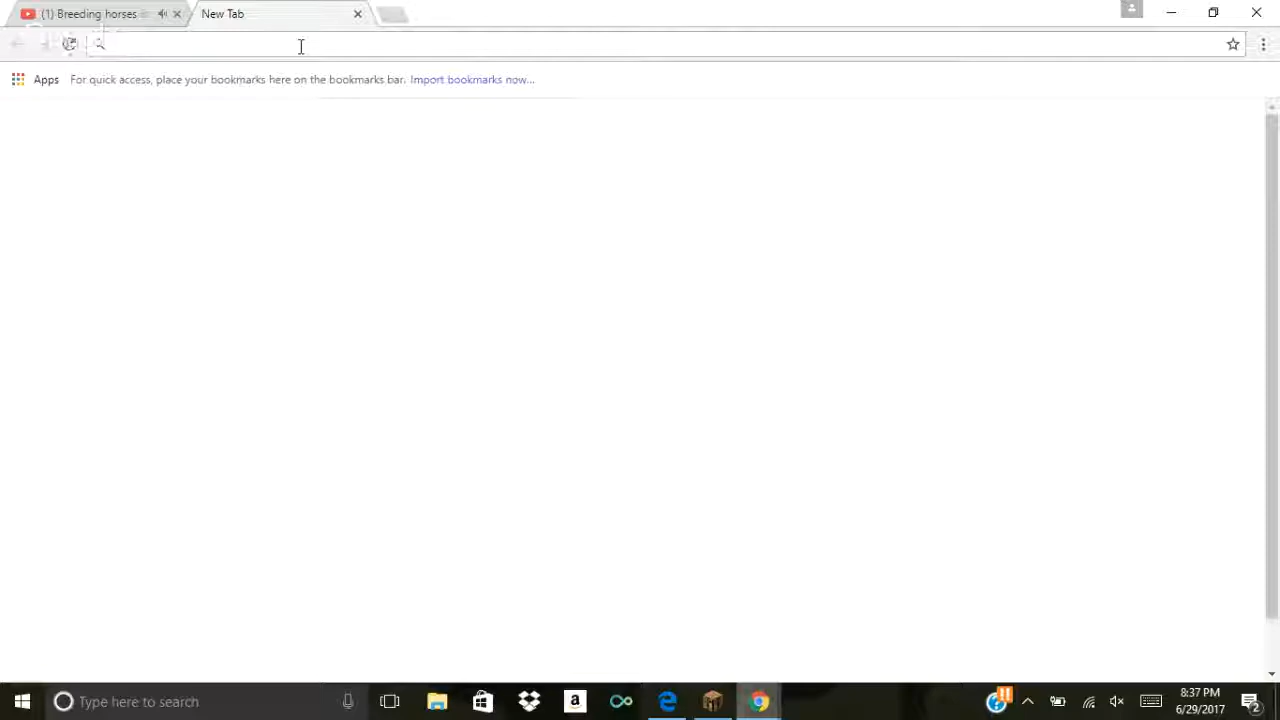 (1) Breeding horses
New Tab
Apps For quick access, place your bookmarks here on the bookmarks bar. Import bookmarks now...
Type here to search
a
8:37 PM
6/29/2017
2